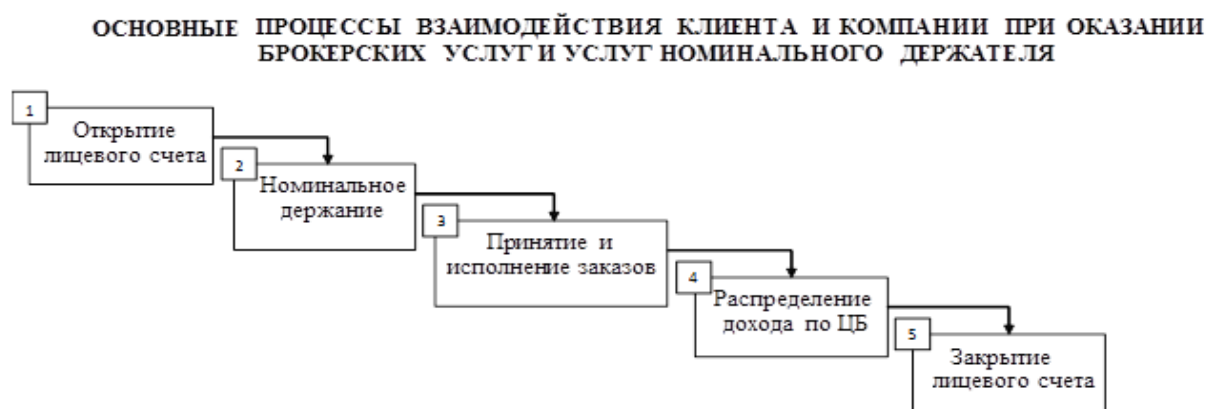 ОСНОВНЫЕ ПРОЦЕССЫ ВЗАИМОДЕЙСТВИЯ КЛИЕНТА И КОМПАНИИ ПРИ ОКАЗАНИИ
БРОКЕРСКИХ УСЛУГ И УСЛУГ НОМИНАЛЬНОГО ДЕРЖАТЕЛЯ
1
Открытие
лицевого счета
2
Номинальное
держание
3
Принятие и
исполнение заказов
4
Распределение
дохода по ЦБ
5
Закрытие
лицевого счета